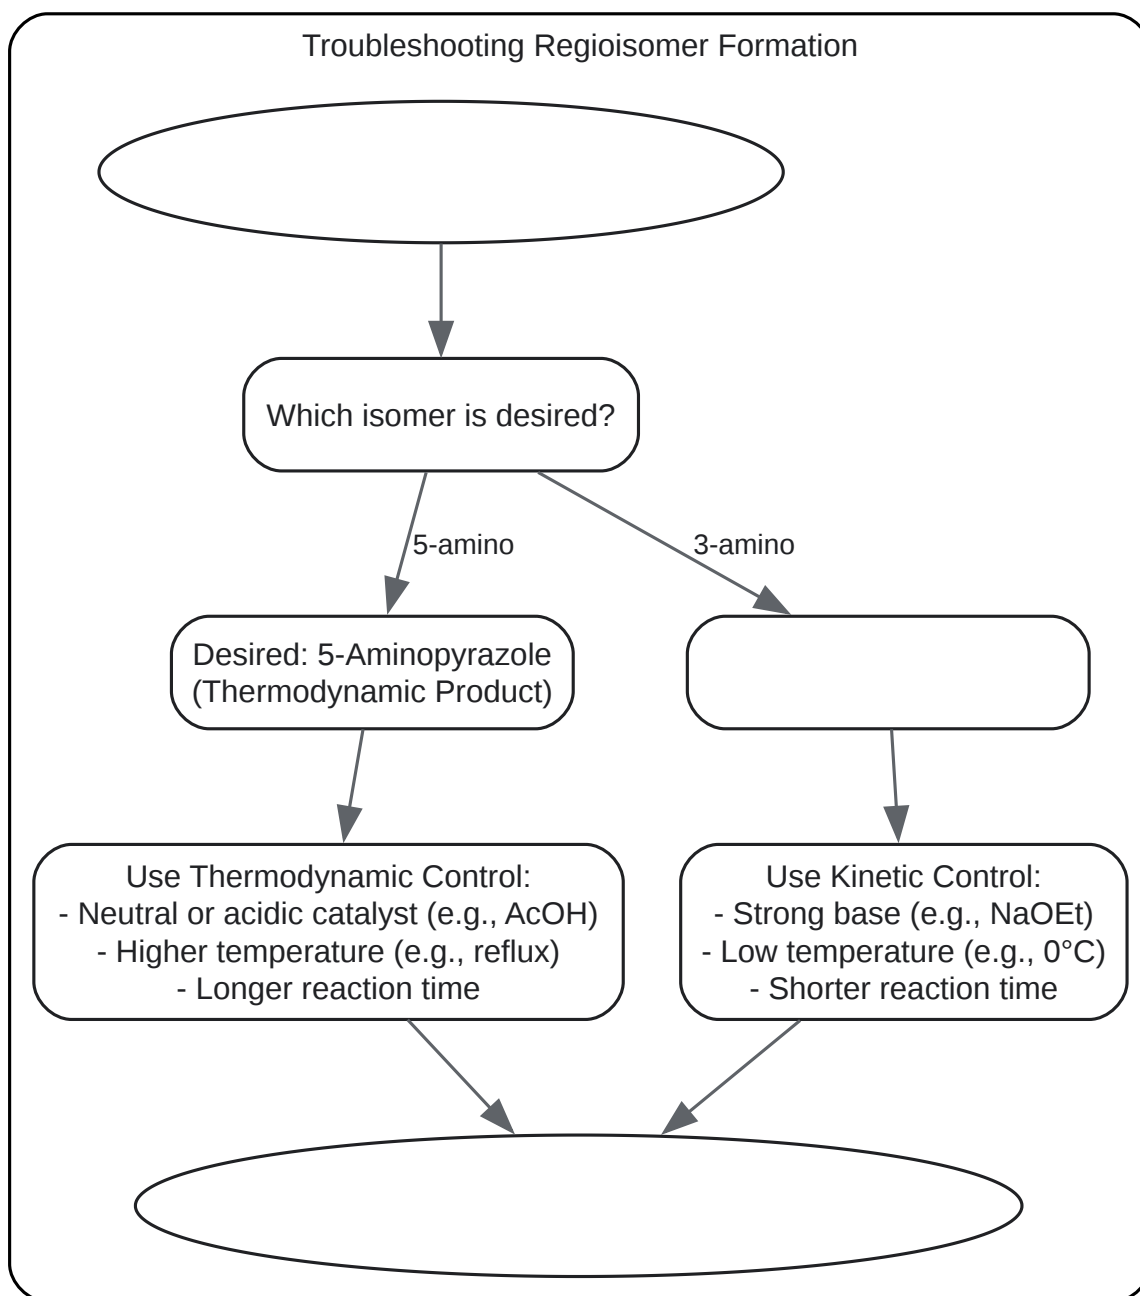 Troubleshooting Regioisomer Formation
Which isomer is desired?
5-amino
3-amino
Desired: 5-Aminopyrazole
(Thermodynamic Product)
Use Thermodynamic Control:
- Neutral or acidic catalyst (e.g., AcOH)
- Higher temperature (e.g., reflux)
- Longer reaction time
Use Kinetic Control:
- Strong base (e.g., NaOEt)
- Low temperature (e.g., 0°C)
- Shorter reaction time